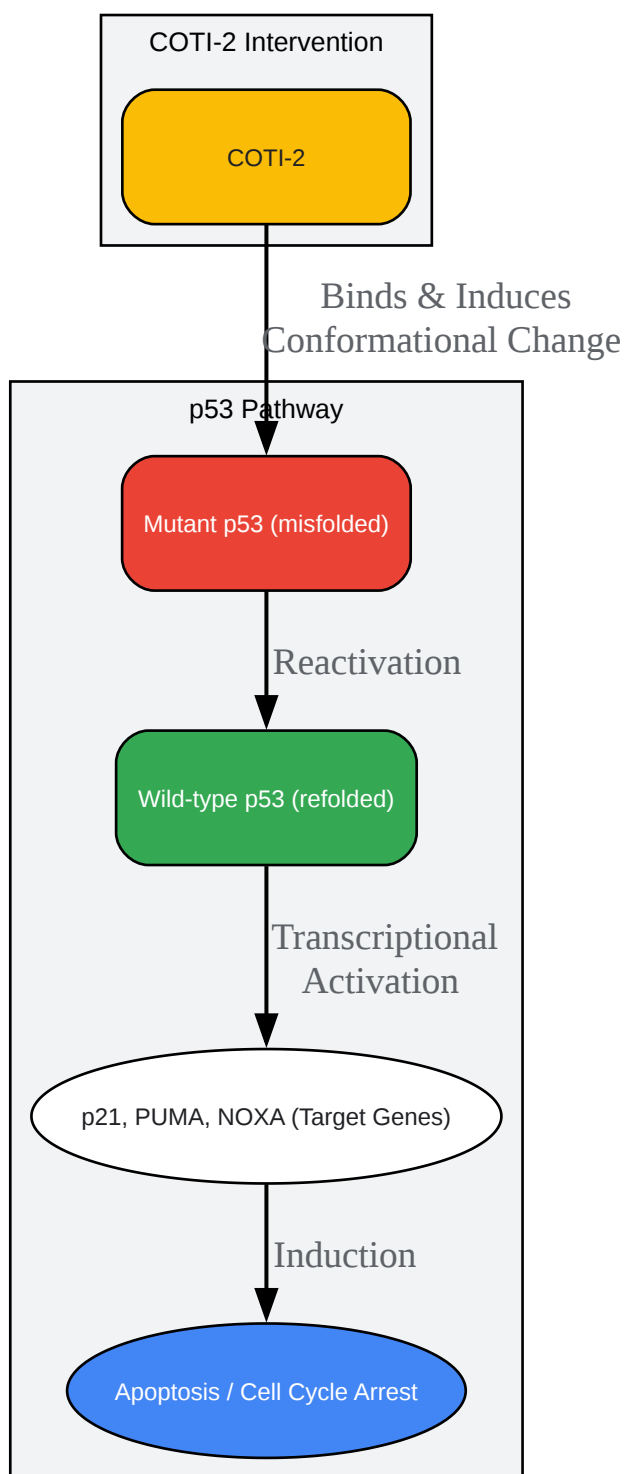 COTI-2 Intervention
COTI-2
Binds & Induces
Conformational Change
p53 Pathway
Mutant p53 (misfolded)
Reactivation
Wild-type p53 (refolded)
Transcriptional
Activation
p21, PUMA, NOXA (Target Genes)
Induction
Apoptosis / Cell Cycle Arrest